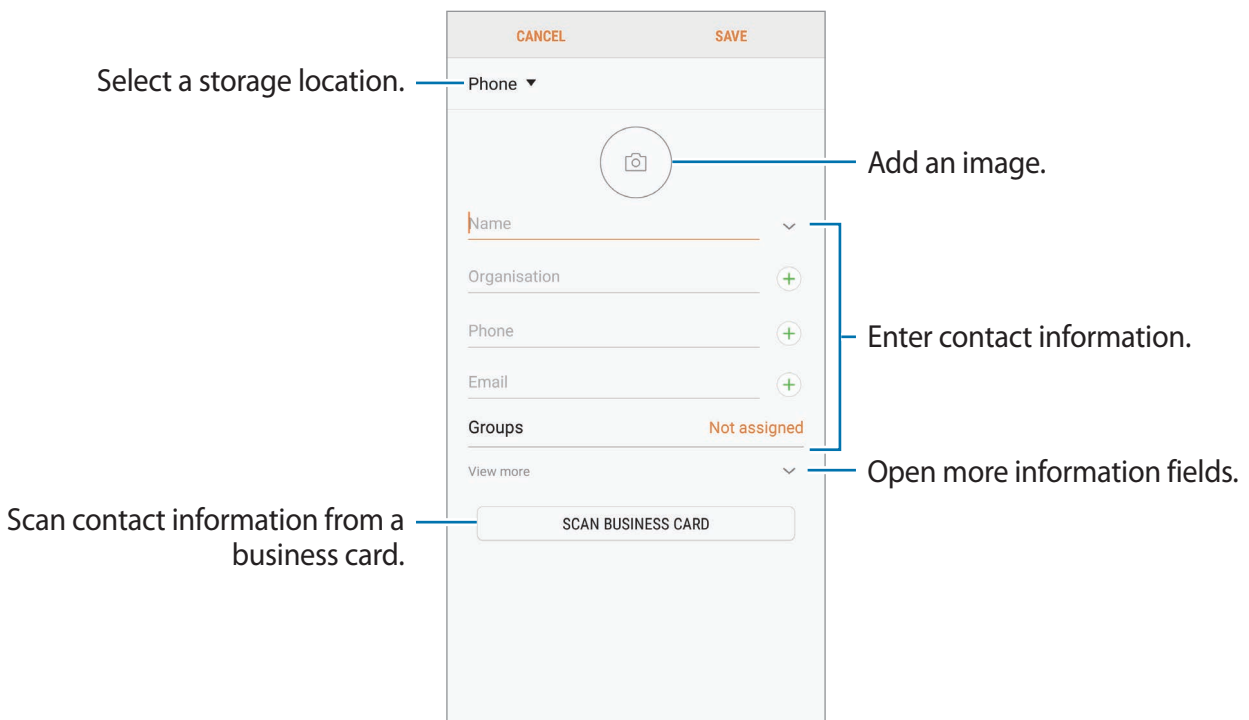 CANCEL SAVE
Select a storage location.
Phone
Add an image.
Name
Organisation
Phone
Enter contact information.
Email
Groups Not assigned
View more
Open more information fields.
Scan contact information from a
business card.
SCAN BUSINESS CARD